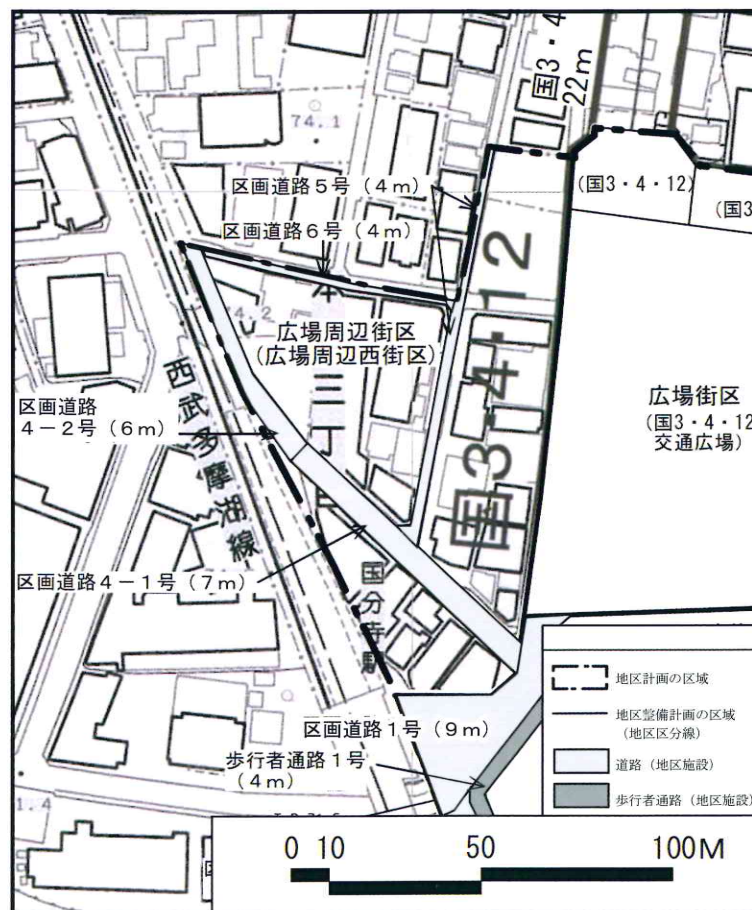 国3・4
22m
74.1
区画道路5号（4m）
(国3・4・12)
(国3
区画道路6号（4m）
国3・4・12
74.2
本
三
丁
広場周辺街区
（広場周辺西街区）
広場街区
（国3・4・12
交通広場）
西武多摩湖線
区画道路
4－2号（6m）
区画道路4－1号（7m）
国分寺駅
区画道路1号（9m）
歩行者通路1号
（4m）
地区計画の区域
地区整備計画の区域
（地区区分線）
道路（地区施設）
歩行者通路（地区施設）
1.4
0 10 50 100M